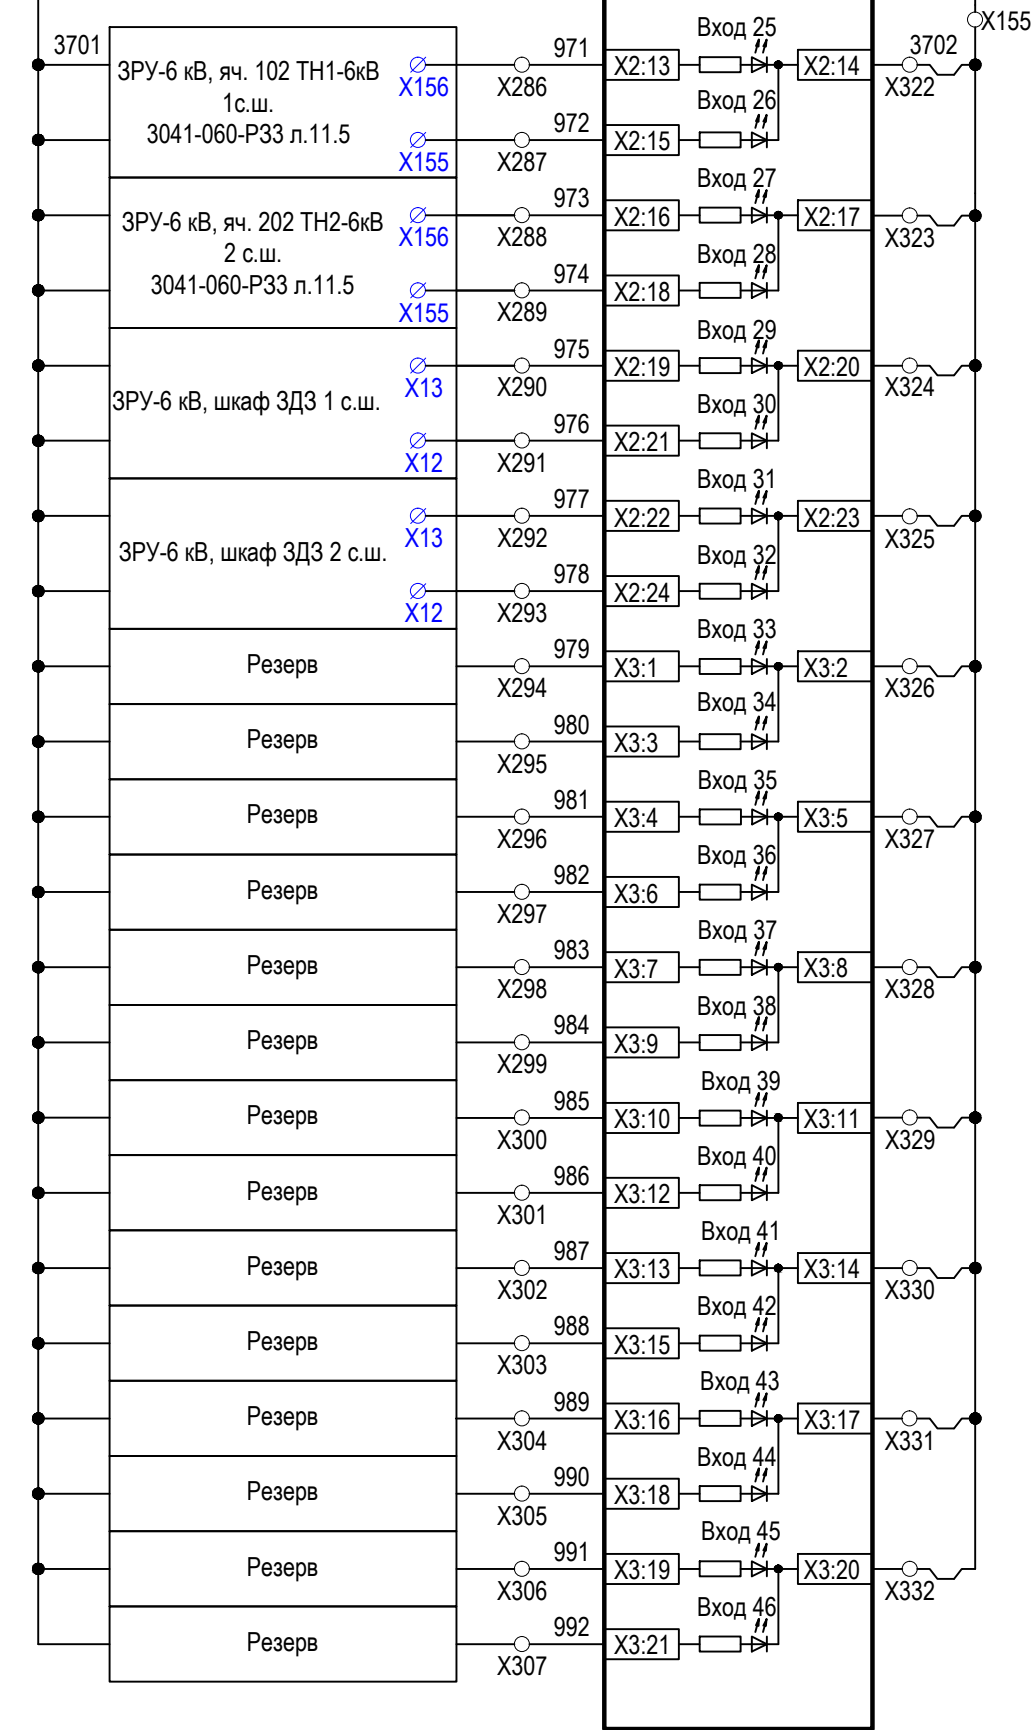 X155
3701
ЗРУ-6 кВ, яч. 102 ТН1-6кВ
1с.ш.
3041-060-РЗЗ л.11.5
X156
X286
971
X2:13
Вход 25
X2:14
3702
X322
X155
X287
972
X2:15
Вход 26
ЗРУ-6 кВ, яч. 202 ТН2-6кВ
2 с.ш.
3041-060-РЗЗ л.11.5
X156
X288
973
X2:16
Вход 27
X2:17
X323
X155
X289
974
X2:18
Вход 28
ЗРУ-6 кВ, шкаф ЗДЗ 1 с.ш.
X13
X290
975
X2:19
Вход 29
X2:20
X324
X12
X291
976
X2:21
Вход 30
ЗРУ-6 кВ, шкаф ЗДЗ 2 с.ш.
X13
X292
977
X2:22
Вход 31
X2:23
X325
X12
X293
978
X2:24
Вход 32
Резерв
X294
979
X3:1
Вход 33
X3:2
X326
Резерв
X295
980
X3:3
Вход 34
Резерв
X296
981
X3:4
Вход 35
X3:5
X327
Резерв
X297
982
X3:6
Вход 36
Резерв
X298
983
X3:7
Вход 37
X3:8
X328
Резерв
X299
984
X3:9
Вход 38
Резерв
X300
985
X3:10
Вход 39
X3:11
X329
Резерв
X301
986
X3:12
Вход 40
Резерв
X302
987
X3:13
Вход 41
X3:14
X330
Резерв
X303
988
X3:15
Вход 42
Резерв
X304
989
X3:16
Вход 43
X3:17
X331
Резерв
X305
990
X3:18
Вход 44
Резерв
X306
991
X3:19
Вход 45
X3:20
X332
Резерв
X307
992
X3:21
Вход 46